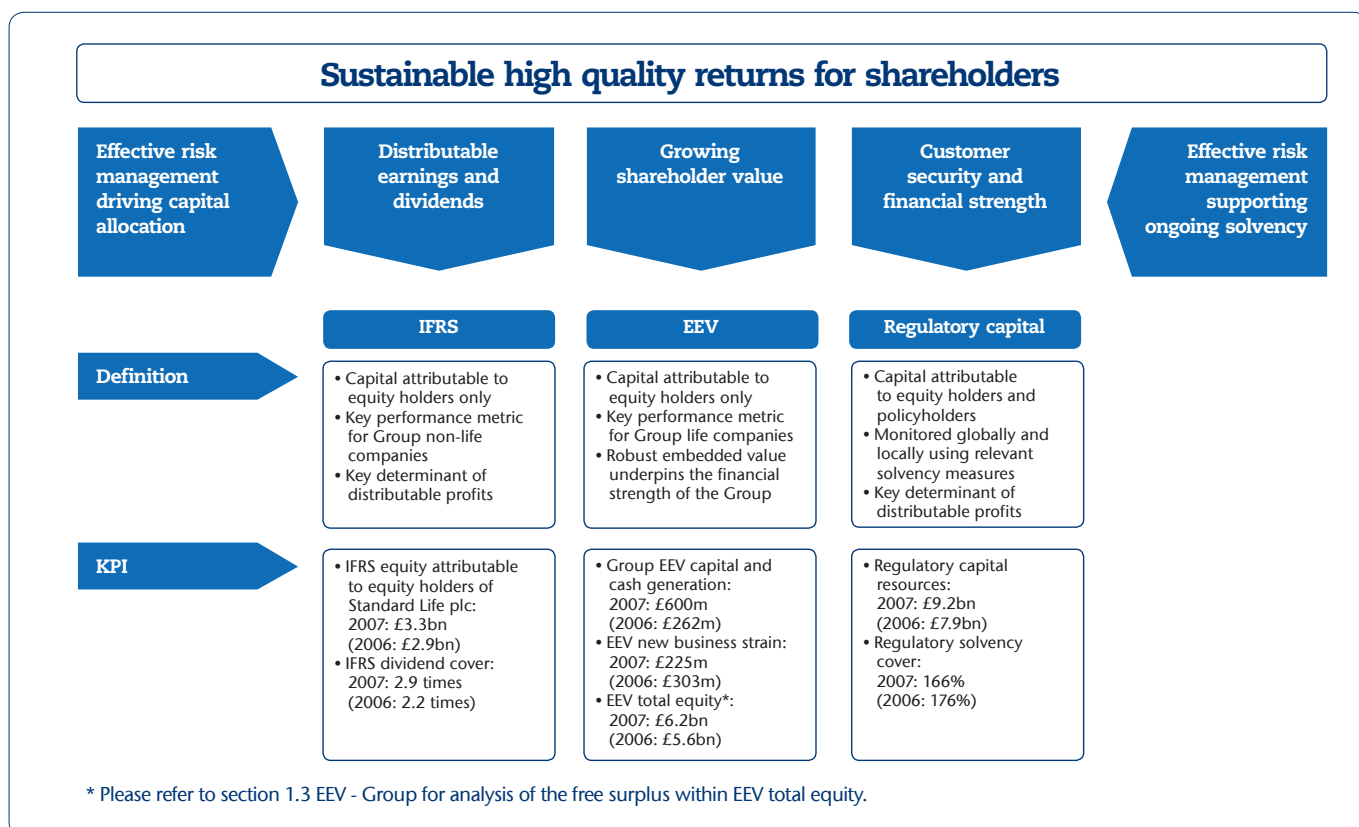 Sustainable high quality returns for shareholders
Effective risk
management
driving capital
allocation
Distributable
earnings and
dividends
Growing
shareholder value
Customer
security and
financial strength
Effective risk
management
supporting
ongoing solvency
IFRS
EEV
Regulatory capital
Definition
• Capital attributable to
equity holders only
• Key performance metric
for Group non-life
companies
• Key determinant of
distributable profits
• Capital attributable to
equity holders only
• Key performance metric
for Group life companies
• Robust embedded value
underpins the financial
strength of the Group
• Capital attributable
to equity holders and
policyholders
• Monitored globally and
locally using relevant
solvency measures
• Key determinant of
distributable profits
KPI
• IFRS equity attributable
to equity holders of
Standard Life plc:
2007: £3.3bn
(2006: £2.9bn)
• IFRS dividend cover:
2007: 2.9 times
(2006: 2.2 times)
• Group EEV capital and
cash generation:
2007: £600m
(2006: £262m)
• EEV new business strain:
2007: £225m
(2006: £303m)
• EEV total equity*:
2007: £6.2bn
(2006: £5.6bn)
• Regulatory capital
resources:
2007: £9.2bn
(2006: £7.9bn)
• Regulatory solvency
cover:
2007: 166%
(2006: 176%)
* Please refer to section 1.3 EEV - Group for analysis of the free surplus within EEV total equity.